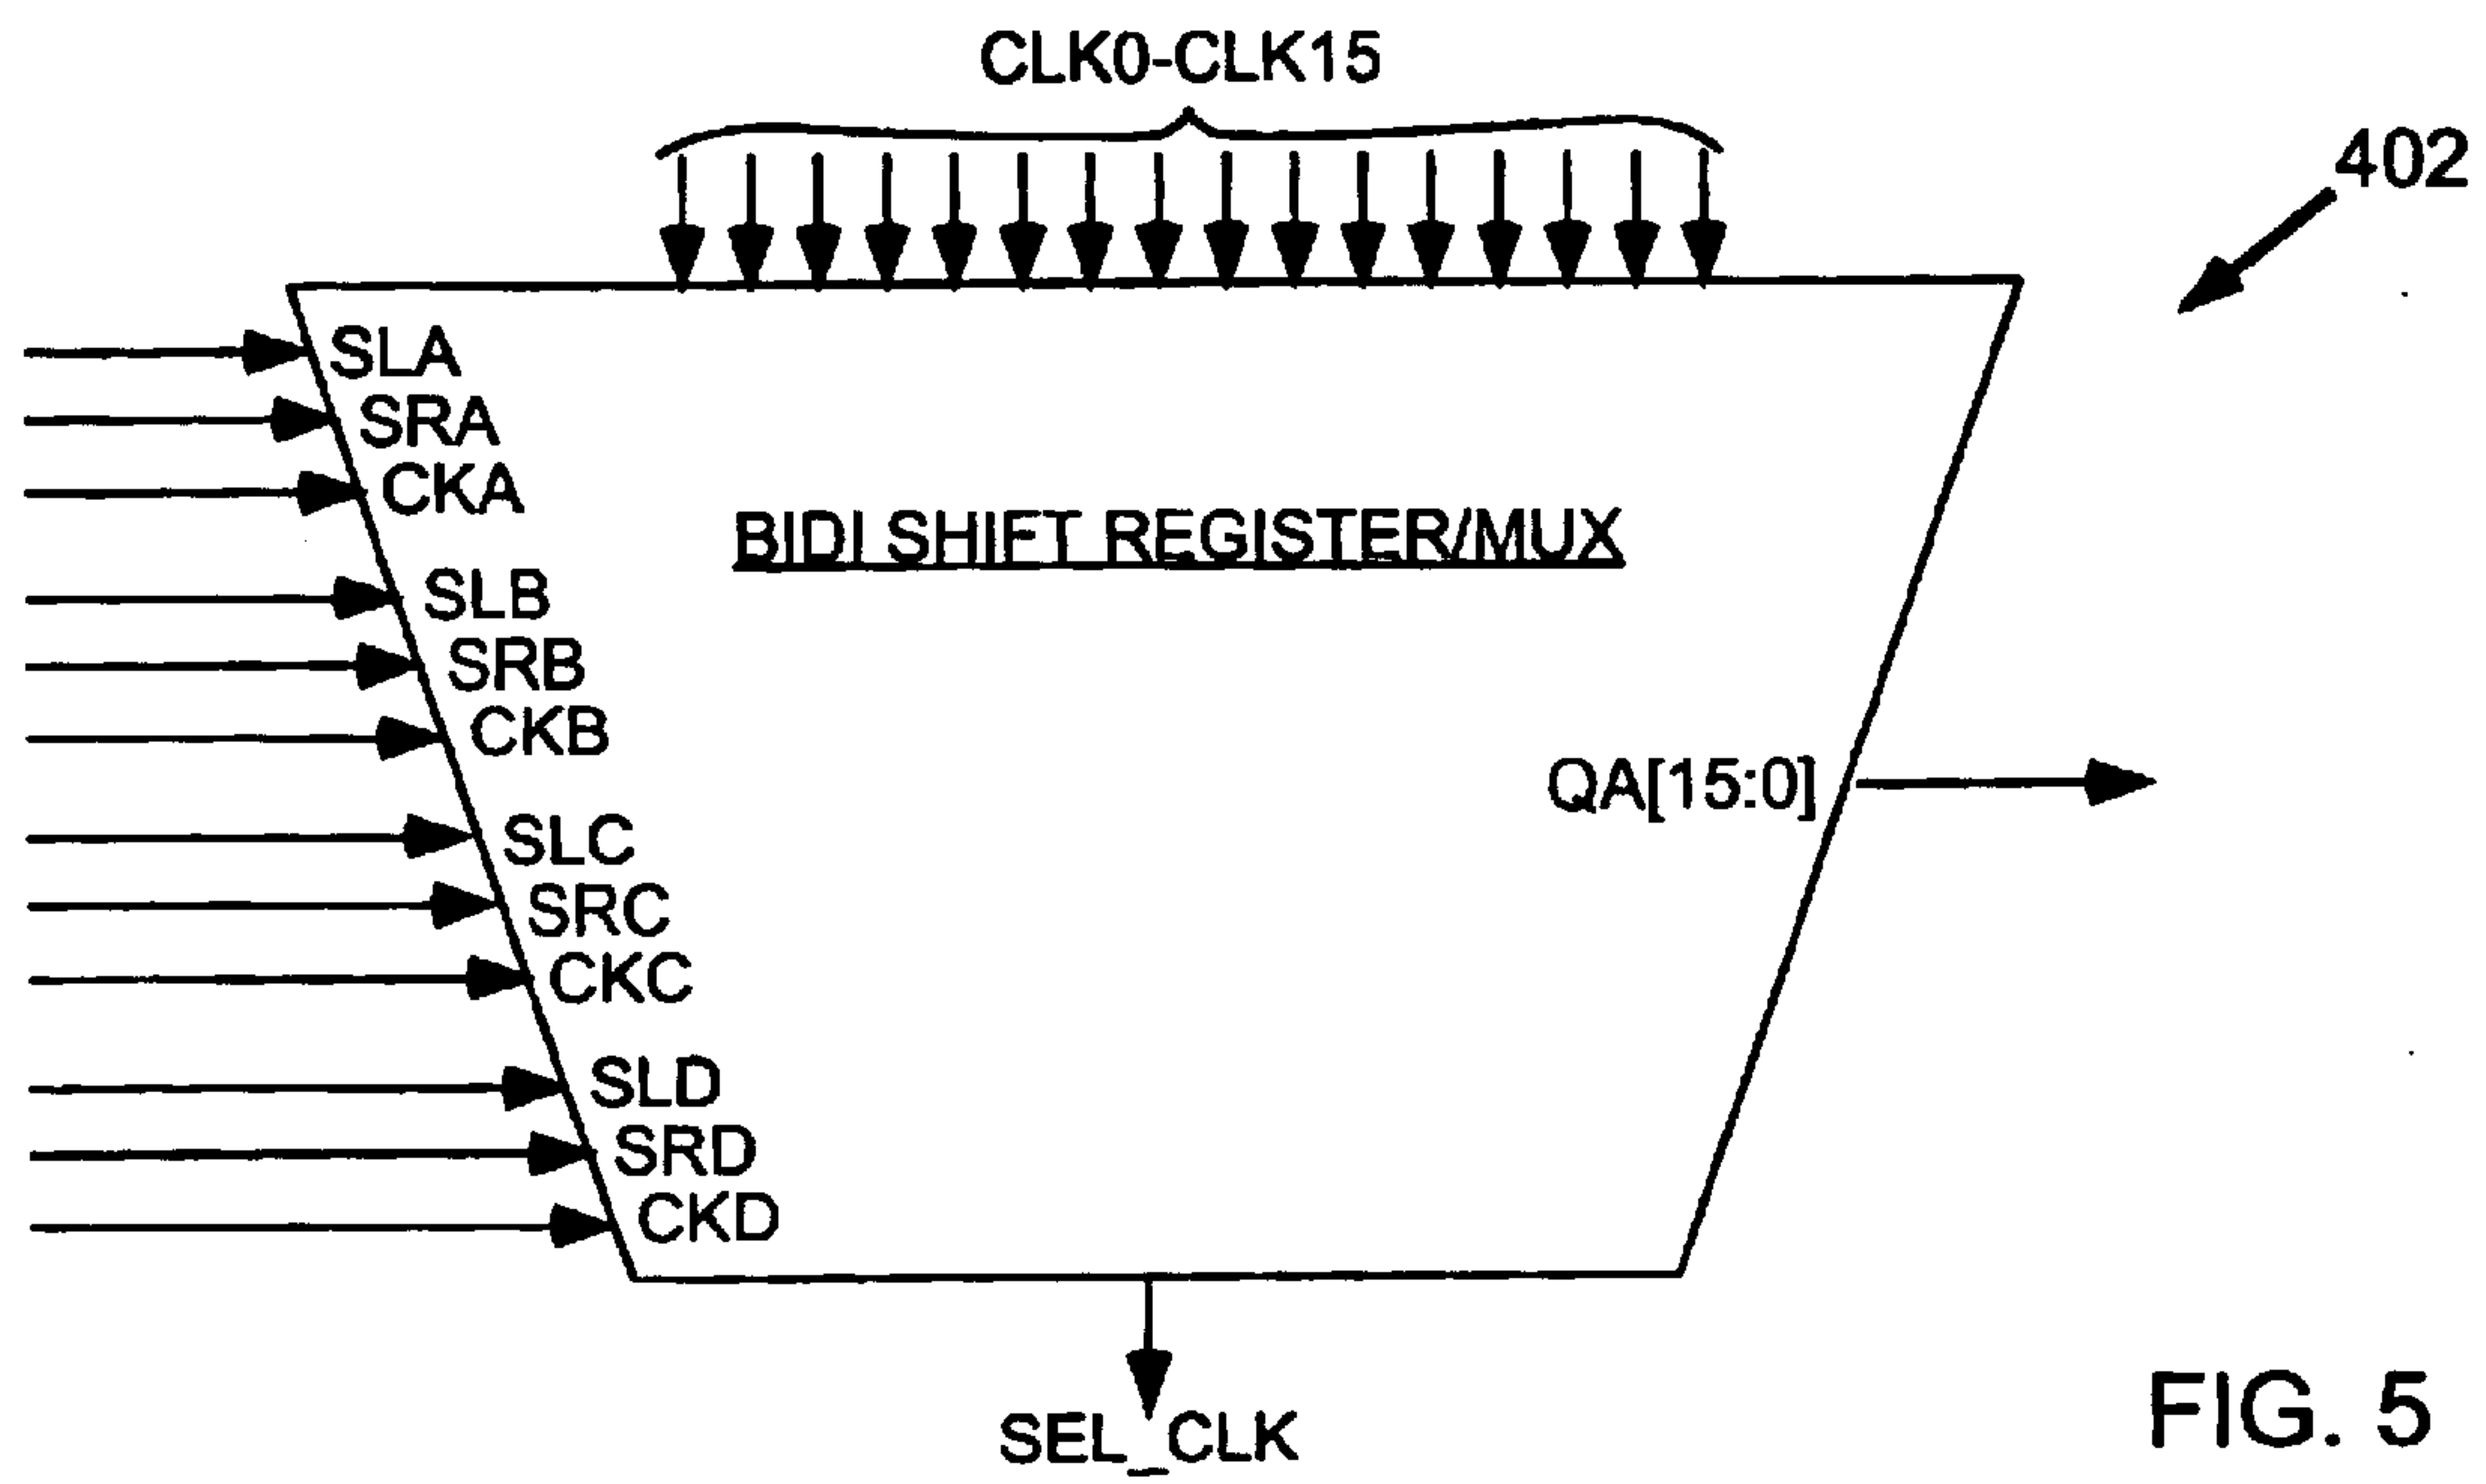 CLK0-CLK15
402
SLA
SRA
CKA
BIDI SHIFT REGISTER/MUX
SLB
SRB
CKB
QA[15:0]
SLC
SRC
CKC
SLD
SRD
CKD
SEL_CLK
FIG. 5